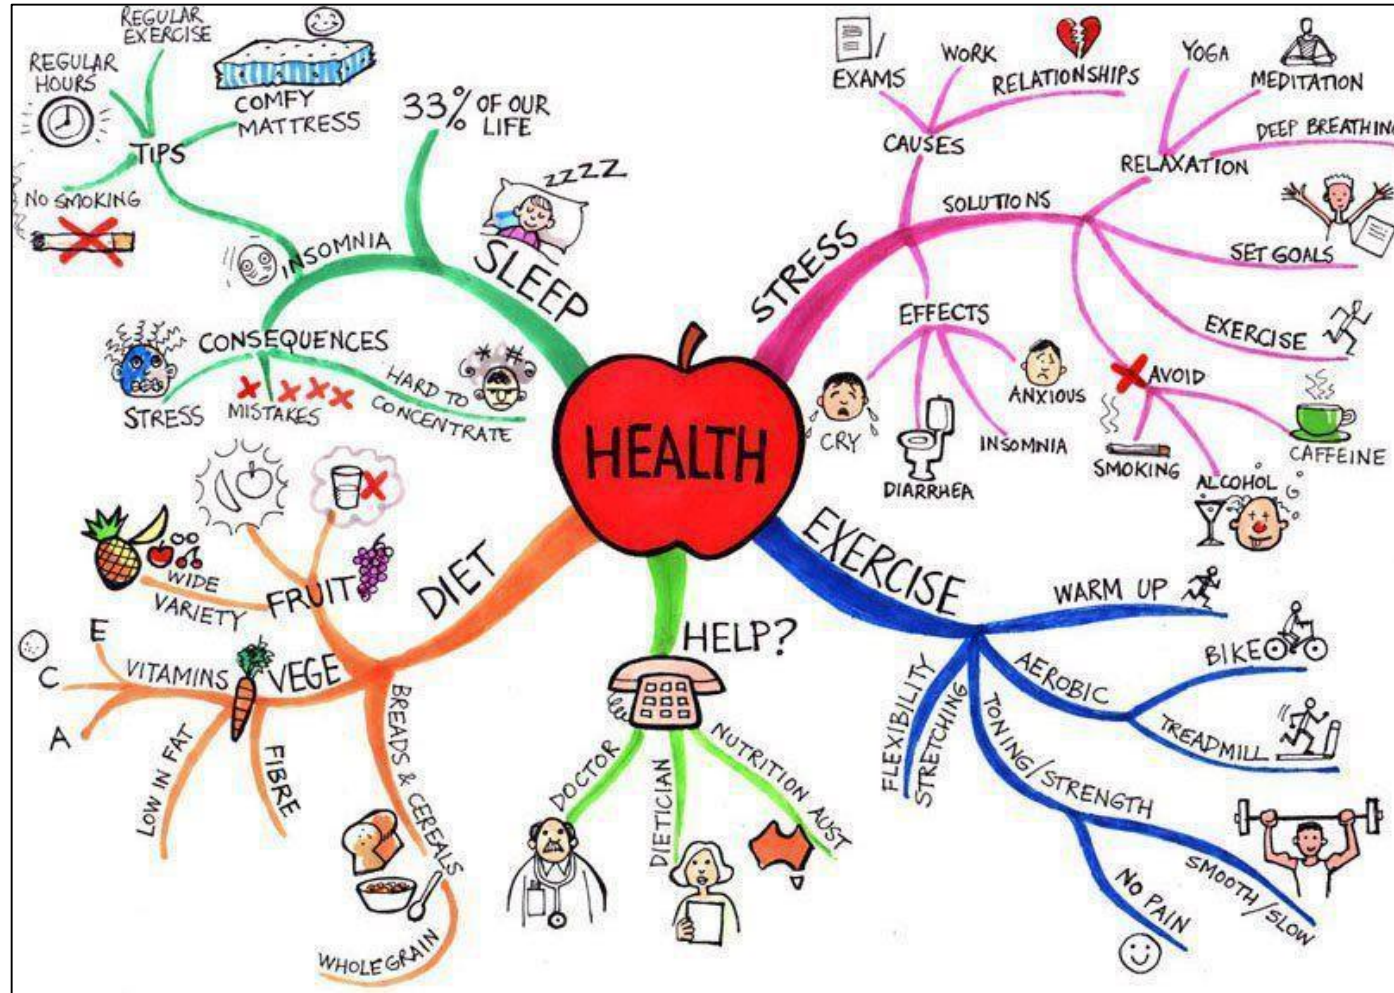 HEALTH
SLEEP
33% OF OUR
LIFE
ZZZZ
INSOMNIA
TIPS
REGULAR
HOURS
REGULAR
EXERCISE
COMFY
MATTRESS
NO SMOKING
CONSEQUENCES
STRESS
MISTAKES
HARD TO
CONCENTRATE
STRESS
CAUSES
EXAMS
WORK
RELATIONSHIPS
SOLUTIONS
RELAXATION
YOGA
MEDITATION
DEEP BREATHING
SET GOALS
EXERCISE
AVOID
SMOKING
ALCOHOL
CAFFEINE
EFFECTS
CRY
DIARRHEA
INSOMNIA
ANXIOUS
EXERCISE
WARM UP
AEROBIC
BIKE
TREADMILL
TONING/STRENGTH
SMOOTH/SLOW
NO PAIN
FLEXIBILITY
STRETCHING
HELP?
DOCTOR
DIETICIAN
NUTRITION AUST
DIET
FRUIT
WIDE
VARIETY
VEGE
VITAMINS
E
C
A
LOW IN FAT
FIBRE
BREADS & CEREALS
WHOLEGRAIN